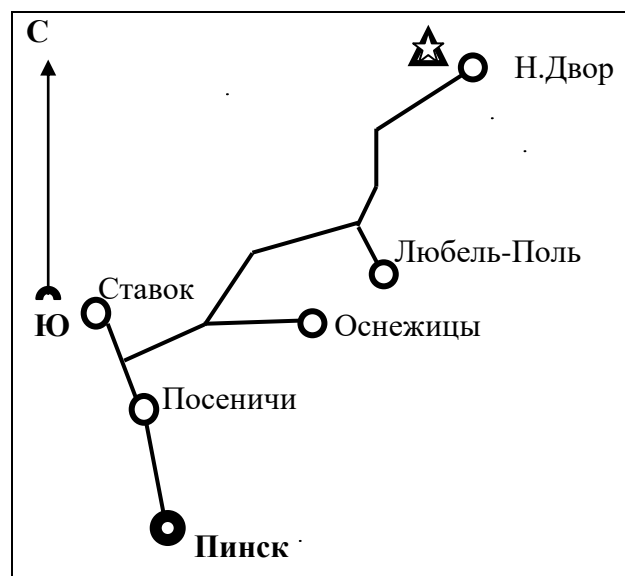 С
Н.Двор
Любель-Поль
Ставок
Ю
Оснежицы
Посеничи
Пинск